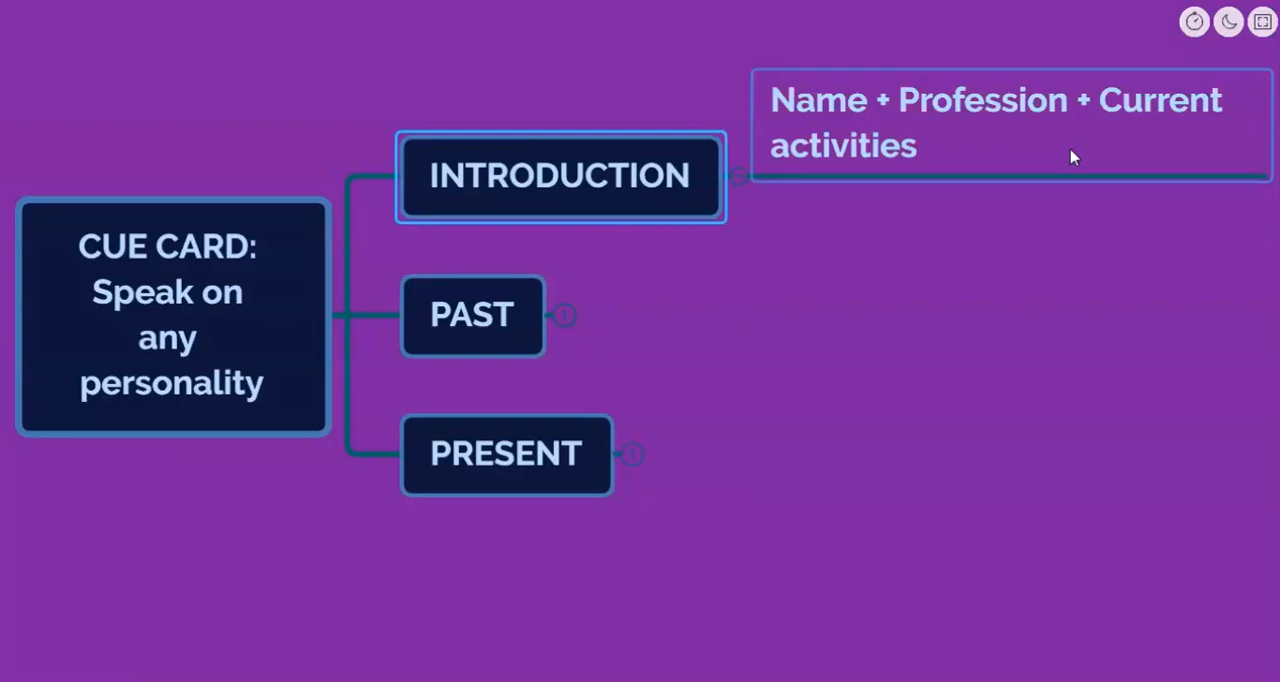 CUE CARD:
Speak on
any
personality
INTRODUCTION
Name + Profession + Current
activities
PAST
PRESENT